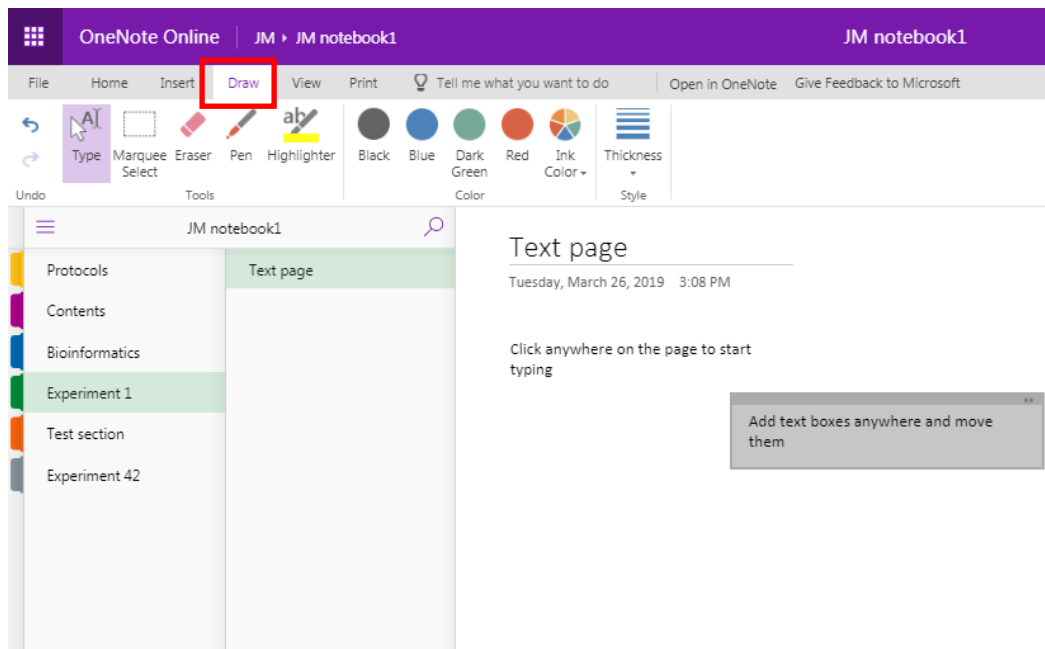 OneNote Online JM ▸ JM notebook1 JM notebook1
File Home Insert Draw View Print Tell me what you want to do Open in OneNote Give Feedback to Microsoft
Type Marquee Select Eraser Pen Highlighter Black Blue Dark Green Red Ink Color Thickness
Undo Tools Color Style
JM notebook1
Protocols
Contents
Bioinformatics
Experiment 1
Test section
Experiment 42
Text page
Text page
Tuesday, March 26, 2019 3:08 PM
Click anywhere on the page to start
typing
Add text boxes anywhere and move
them